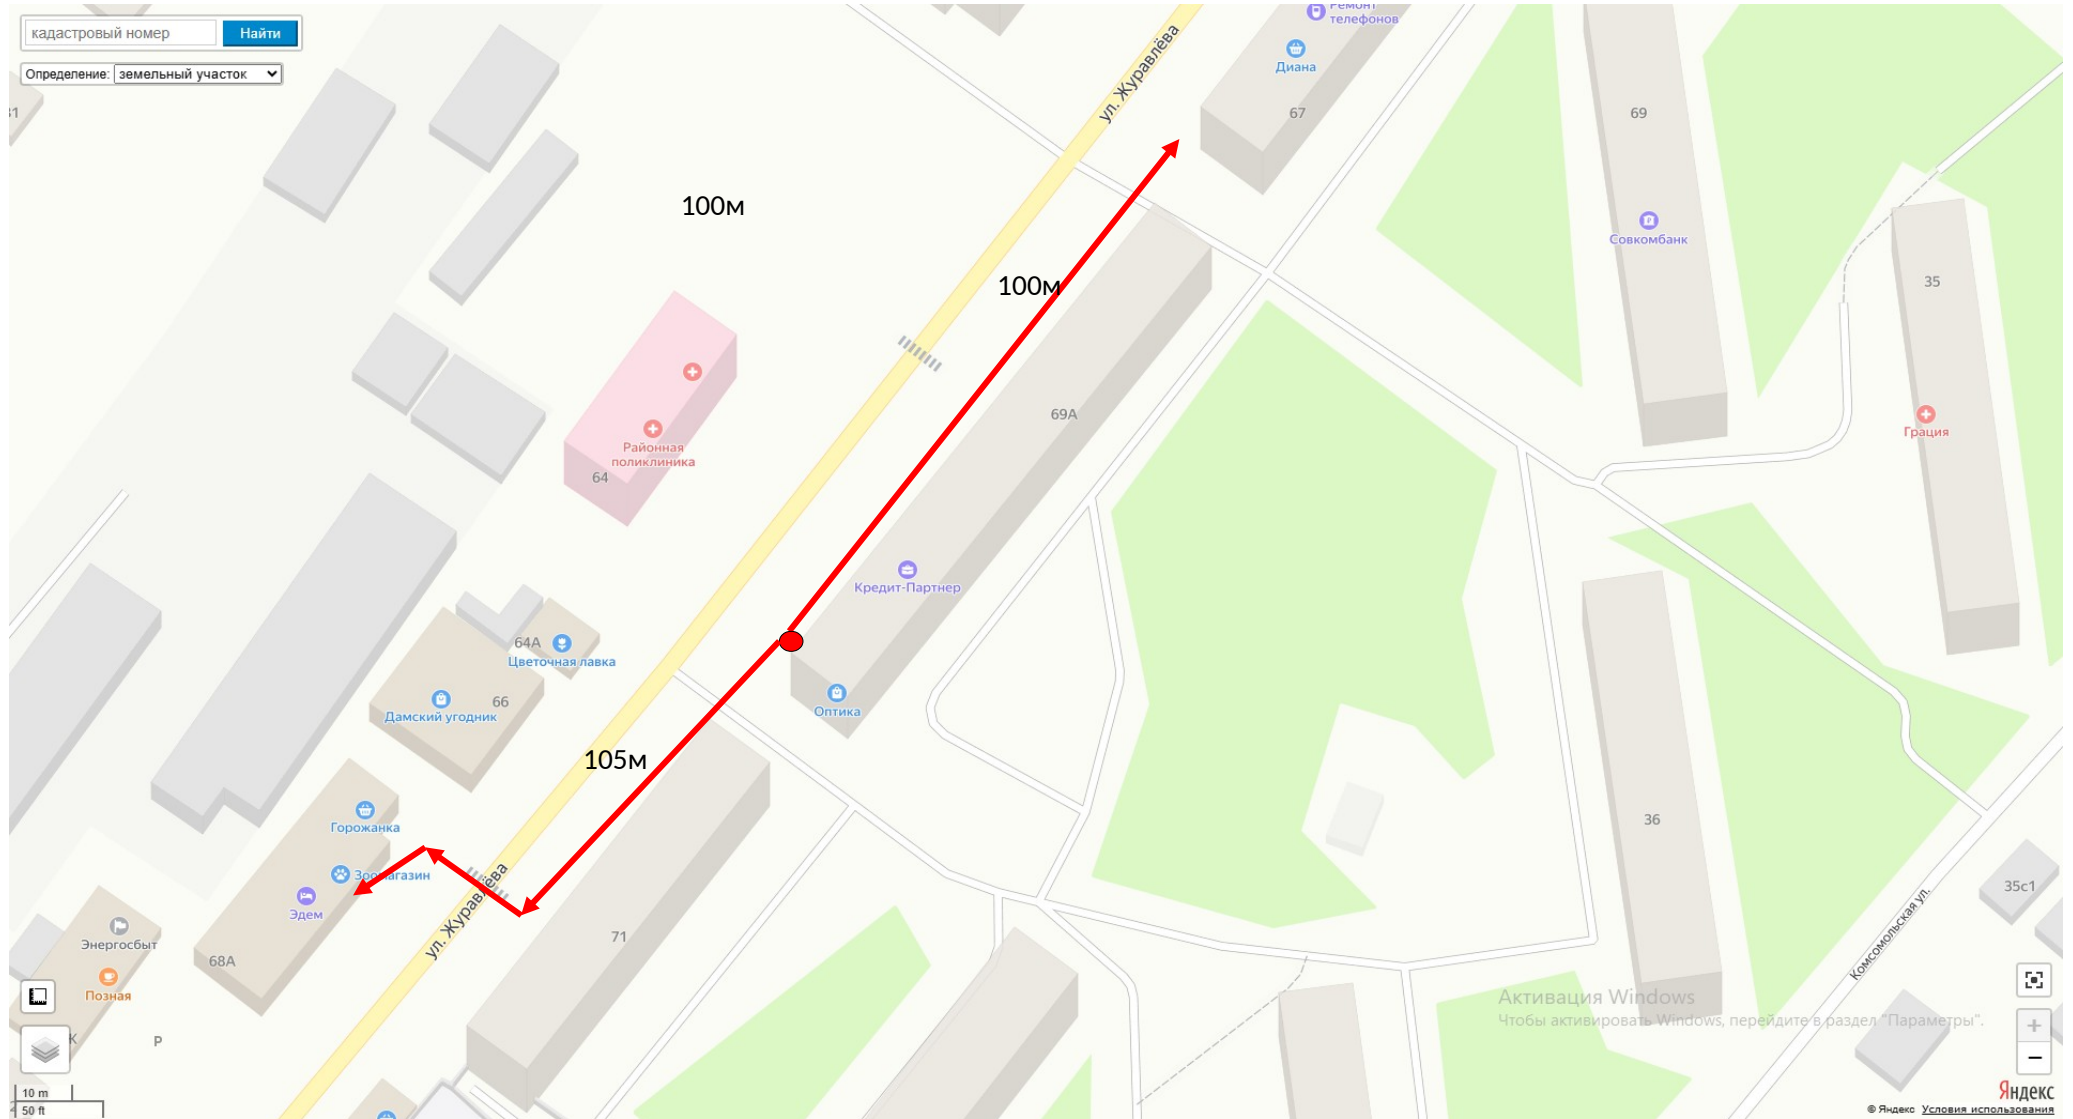 кадастровый номер
Найти
Определение: земельный участок
Ремонт
телефонов
Диана
67
69
ул. Журавлёва
100м
100м
Совкомбанк
35
Районная
поликлиника
64
69А
Грация
Кредит-Партнер
64А
Цветочная лавка
66
Дамский угодник
Оптика
105м
Горожанка
Зоомагазин
Эдем
36
ул. Журавлёва
71
Энергосбыт
68А
Позная
35с1
Комсомольская ул.
К
Р
Активация Windows
Чтобы активировать Windows, перейдите в раздел "Параметры".
10 m
50 ft
Яндекс
© Яндекс Условия использования